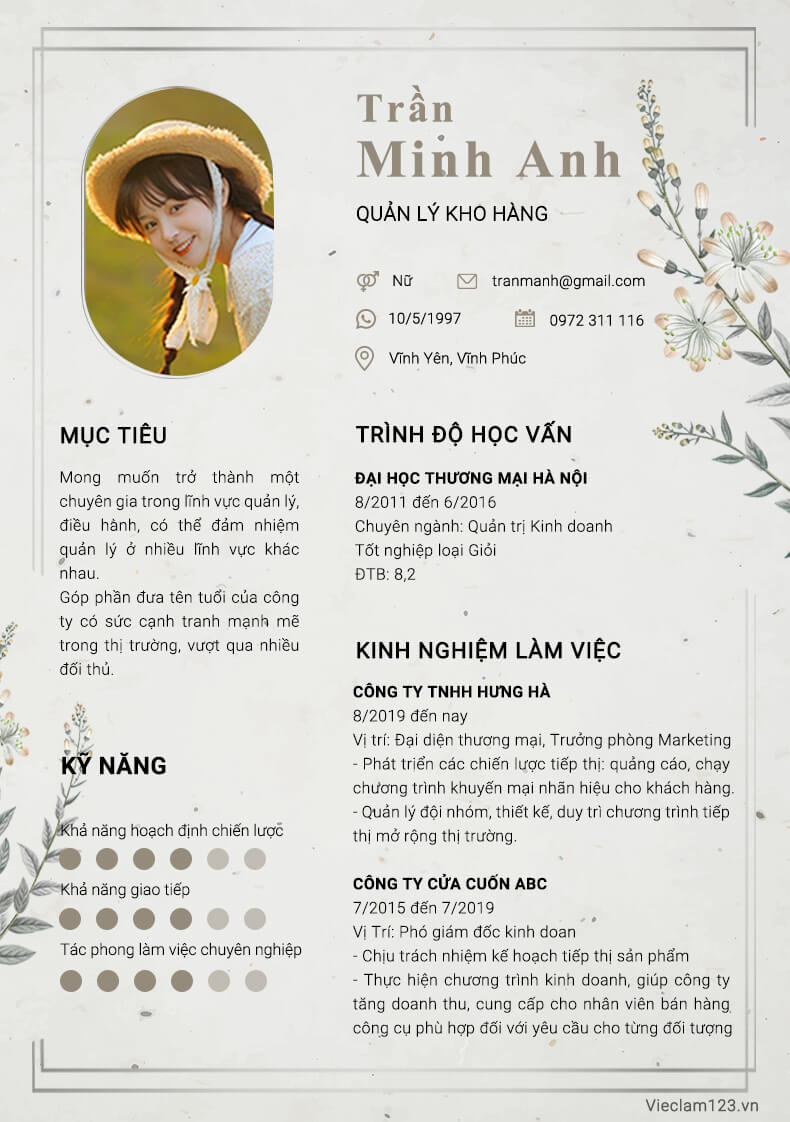 Trần
Minh Anh
QUẢN LÝ KHO HÀNG
Nữ
tranmanh@gmail.com
10/5/1997
0972 311 116
Vĩnh Yên, Vĩnh Phúc
MỤC TIÊU
Mong muốn trở thành một
chuyên gia trong lĩnh vực quản lý,
điều hành, có thể đảm nhiệm
quản lý ở nhiều lĩnh vực khác
nhau.
Góp phần đưa tên tuổi của công
ty có sức cạnh tranh mạnh mẽ
trong thị trường, vượt qua nhiều
đối thủ.
KỸ NĂNG
Khả năng hoạch định chiến lược
Khả năng giao tiếp
Tác phong làm việc chuyên nghiệp
TRÌNH ĐỘ HỌC VẤN
ĐẠI HỌC THƯƠNG MẠI HÀ NỘI
8/2011 đến 6/2016
Chuyên ngành: Quản trị Kinh doanh
Tốt nghiệp loại Giỏi
ĐTB: 8,2
KINH NGHIỆM LÀM VIỆC
CÔNG TY TNHH HƯNG HÀ
8/2019 đến nay
Vị trí: Đại diện thương mại, Trưởng phòng Marketing
- Phát triển các chiến lược tiếp thị: quảng cáo, chạy
chương trình khuyến mại nhãn hiệu cho khách hàng.
- Quản lý đội nhóm, thiết kế, duy trì chương trình tiếp
thị mở rộng thị trường.
CÔNG TY CỬA CUỐN ABC
7/2015 đến 7/2019
Vị Trí: Phó giám đốc kinh doan
- Chịu trách nhiệm kế hoạch tiếp thị sản phẩm
- Thực hiện chương trình kinh doanh, giúp công ty
tăng doanh thu, cung cấp cho nhân viên bán hàng
công cụ phù hợp đối với yêu cầu cho từng đối tượng
Vieclam123.vn